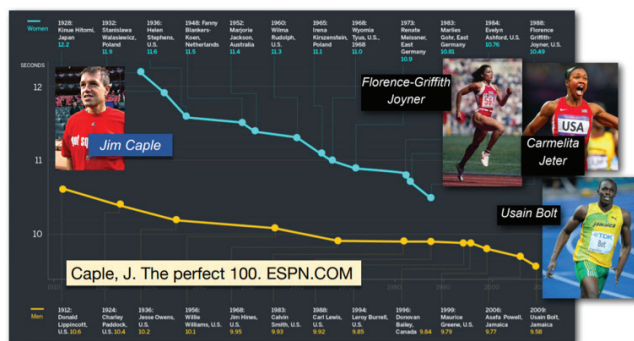 Women
1928:
Kinue Hitomi,
Japan
12.2
1932:
Stanislawa
Walasiewicz,
Poland
11.9
1936:
Helen
Stephens,
U.S.
11.6
1948: Fanny
Blankers-
Koen,
Netherlands
11.5
1952:
Marjorie
Jackson,
Australia
11.4
1960:
Wilma
Rudolph,
U.S.
11.3
1965:
Irena
Kirszenstein,
Poland
11.1
1968:
Wyomia
Tyus, U.S.,
1968
11.0
1973:
Renate
Meissner,
East
Germany
10.9
1983:
Marlies
Gohr, East
Germany
10.81
1984:
Evelyn
Ashford, U.S.
10.76
1988:
Florence
Griffith-
Joyner, U.S.
10.49
SECONDS
12
11
10
Jim Caple
Florence-Griffith
Joyner
USA
Carmelita
Jeter
Usain Bolt
Caple, J. The perfect 100. ESPN.COM
Men
1912:
Donald
Lippincott,
U.S. 10.6
1924:
Charley
Paddock,
U.S. 10.4
1936:
Jesse Owens,
U.S.
10.2
1956:
Willie
Williams, U.S.
10.1
1968:
Jim Hines,
U.S.
9.95
1983:
Calvin
Smith, U.S.
9.93
1988:
Carl Lewis,
U.S.
9.92
1994:
Leroy Burrell,
U.S.
9.85
1996:
Donovan
Bailey,
Canada 9.84
1999:
Maurice
Greene, U.S.
9.79
2006:
Asafa Powell,
Jamaica
9.77
2009:
Usain Bolt,
Jamaica
9.58